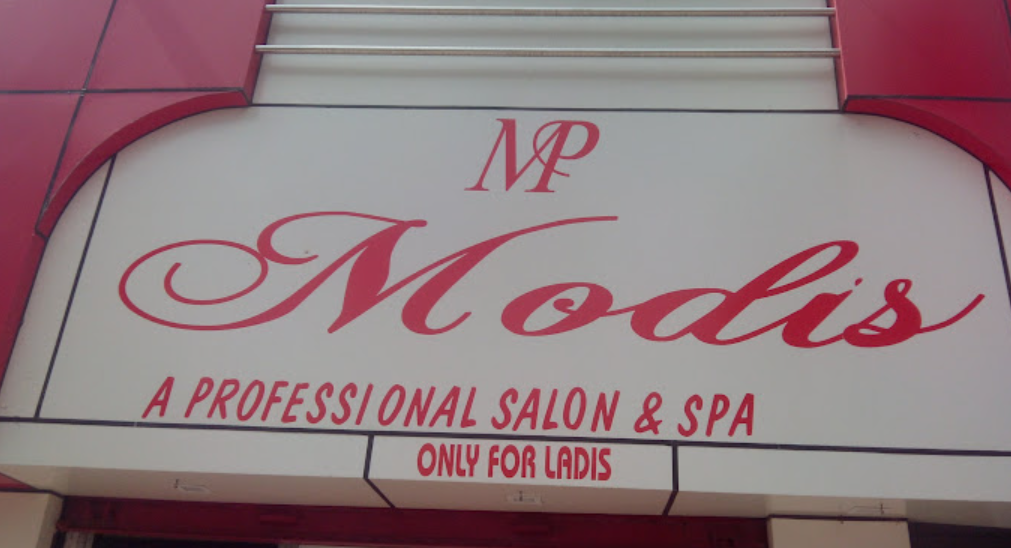 MP
Modis
A PROFESSIONAL SALON & SPA
ONLY FOR LADIS